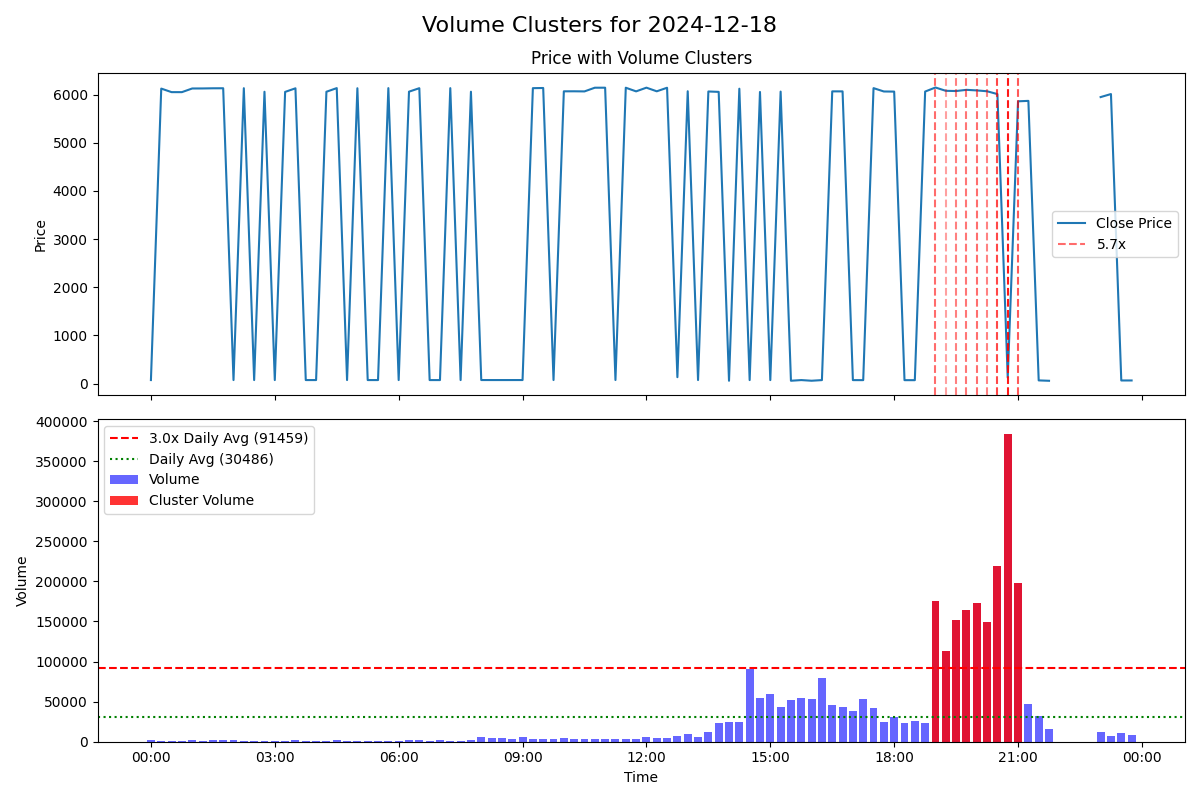 Volume Clusters for 2024-12-18
Price with Volume Clusters
Price
6000
5000
4000
3000
2000
1000
0
Close Price
5.7x
Volume
400000
350000
300000
250000
200000
150000
100000
50000
0
3.0x Daily Avg (91459)
Daily Avg (30486)
Volume
Cluster Volume
00:00 03:00 06:00 09:00 12:00 15:00 18:00 21:00 00:00
Time